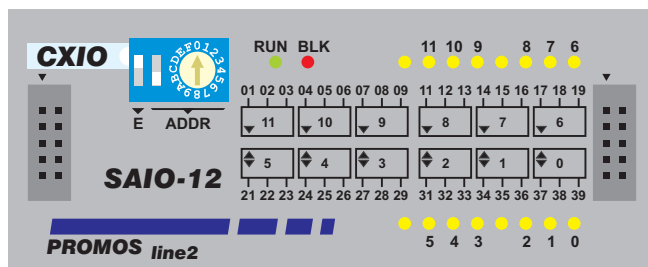 CXIO
0123456789ABCDEF
E ADDR
RUN BLK
11 10 9 8 7 6
01 02 03 04 05 06 07 08 09 11 12 13 14 15 16 17 18 19
11 10 9 8 7 6
5 4 3 2 1 0
21 22 23 24 25 26 27 28 29 31 32 33 34 35 36 37 38 39
SAIO-12
5 4 3 2 1 0
PROMOS line2